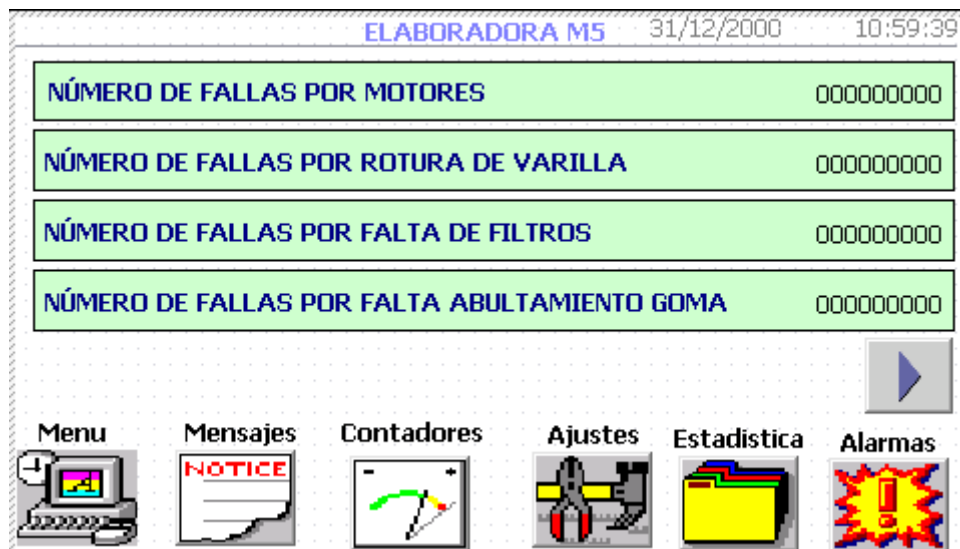 ELABORADORA M5 31/12/2000 10:59:39
NÚMERO DE FALLAS POR MOTORES 000000000
NÚMERO DE FALLAS POR ROTURA DE VARILLA 000000000
NÚMERO DE FALLAS POR FALTA DE FILTROS 000000000
NÚMERO DE FALLAS POR FALTA ABULTAMIENTO GOMA 000000000
Menu Mensajes Contadores Ajustes Estadistica Alarmas
NOTICE
- +